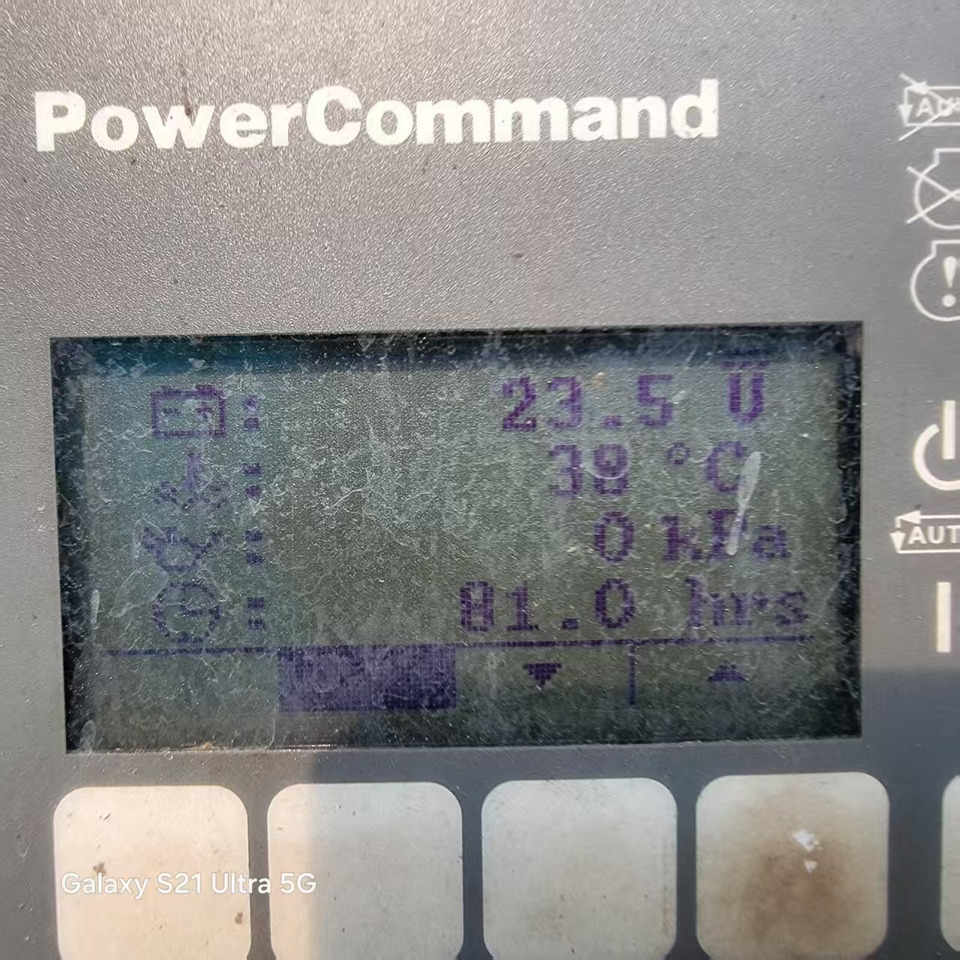 PowerCommand
23.5 V
38 °C
0 kPa
81.0 hrs
AUTO
Galaxy S21 Ultra 5G